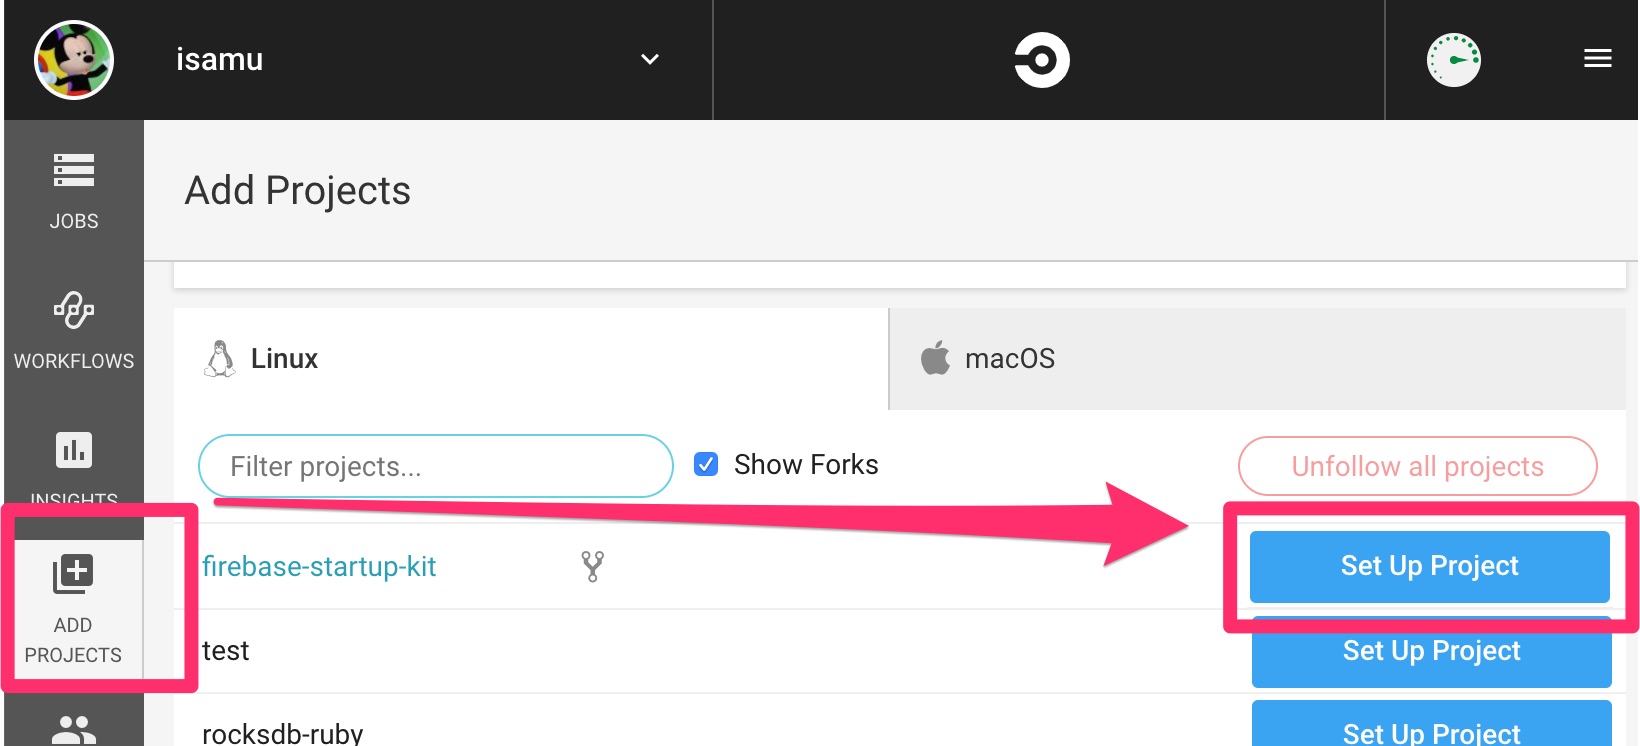 isamu
JOBS
Add Projects
WORKFLOWS
Linux
macOS
INSIGHTS
Filter projects...
Show Forks
Unfollow all projects
firebase-startup-kit
Set Up Project
ADD
PROJECTS
test
Set Up Project
rocksdb-ruby
Set Up Project